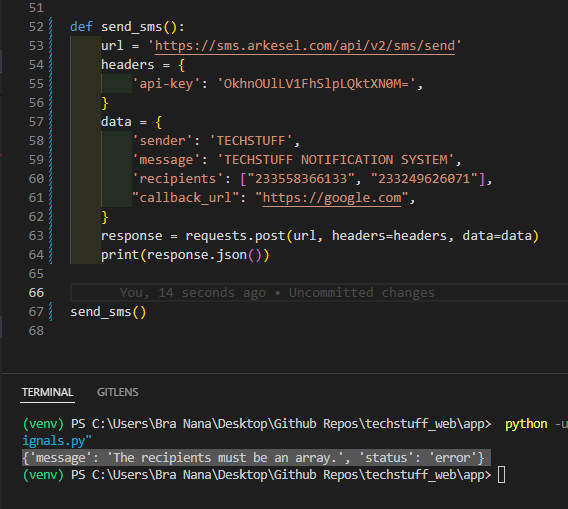 51
52 def send_sms():
53 url = 'https://sms.arkesel.com/api/v2/sms/send'
54 headers = {
55 'api-key': 'OkhnOUlLV1FhSlpLQktXN0M=',
56 }
57 data = {
58 'sender': 'TECHSTUFF',
59 'message': 'TECHSTUFF NOTIFICATION SYSTEM',
60 'recipients': ["233558366133", "233249626071"],
61 "callback_url": "https://google.com",
62 }
63 response = requests.post(url, headers=headers, data=data)
64 print(response.json())
65
66 You, 14 seconds ago • Uncommitted changes
67 send_sms()
68
TERMINAL GITLENS
(venv) PS C:\Users\Bra Nana\Desktop\Github Repos\techstuff_web\app> python -u
ignals.py"
{'message': 'The recipients must be an array.', 'status': 'error'}
(venv) PS C:\Users\Bra Nana\Desktop\Github Repos\techstuff_web\app>